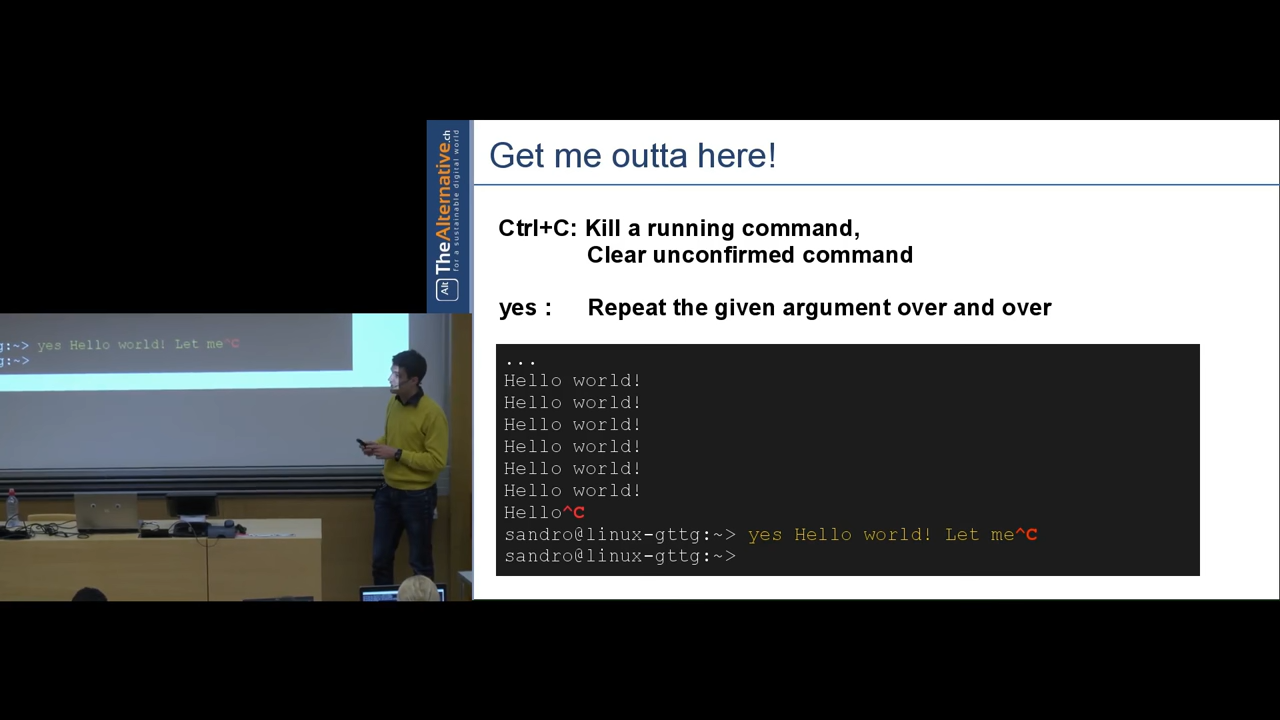 Get me outta here!
Alt TheAlternative.ch
for a sustainable digital world
Ctrl+C: Kill a running command,
Clear unconfirmed command
yes : Repeat the given argument over and over
...
Hello world!
Hello world!
Hello world!
Hello world!
Hello world!
Hello world!
Hello^C
sandro@linux-gttg:~> yes Hello world! Let me^C
sandro@linux-gttg:~>
g:~> yes Hello world! Let me^C
g:~>